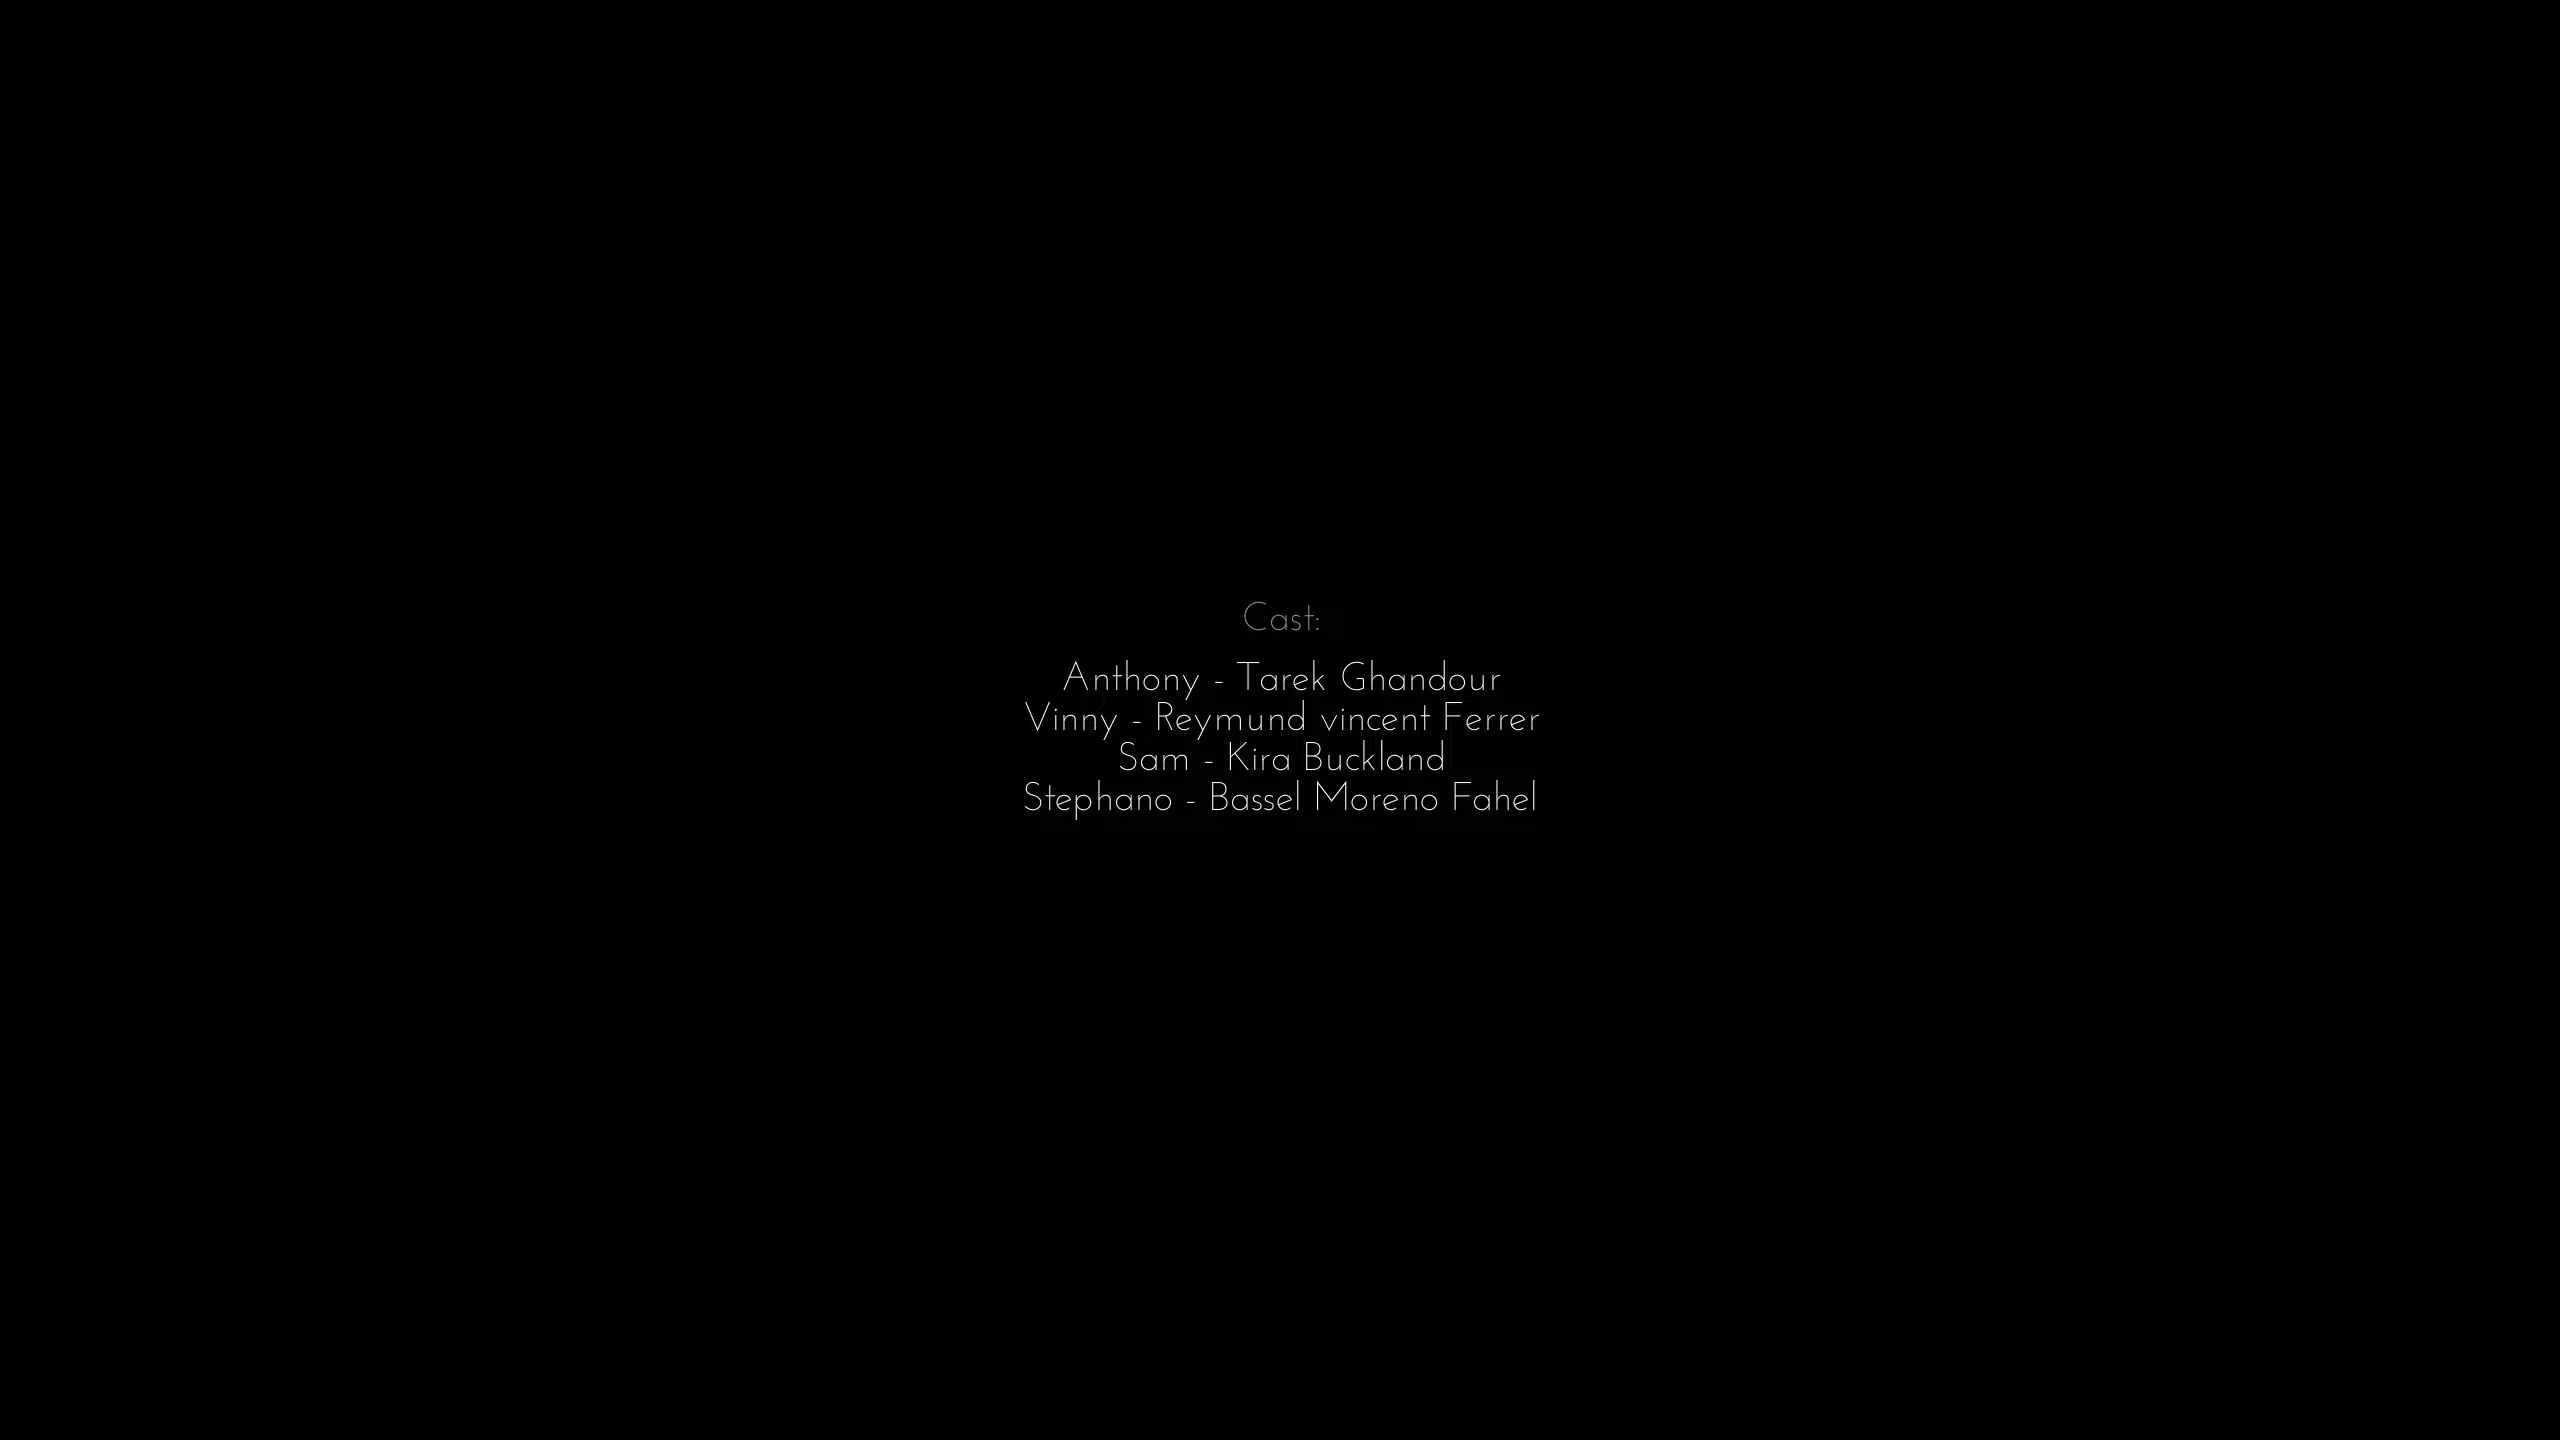 Cast:
Anthony - Tarek Ghandour
Vinny - Reymund vincent Ferrer
Sam - Kira Buckland
Stephano - Bassel Moreno Fahel